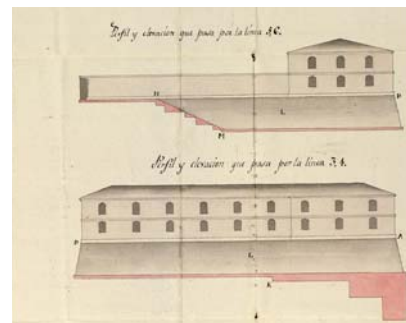 Perfil y elevacion que pasa por la linea 5,6.
H
L
P
M
Perfil y elevacion que pasa por la linea 3,4.
P
L
A
K